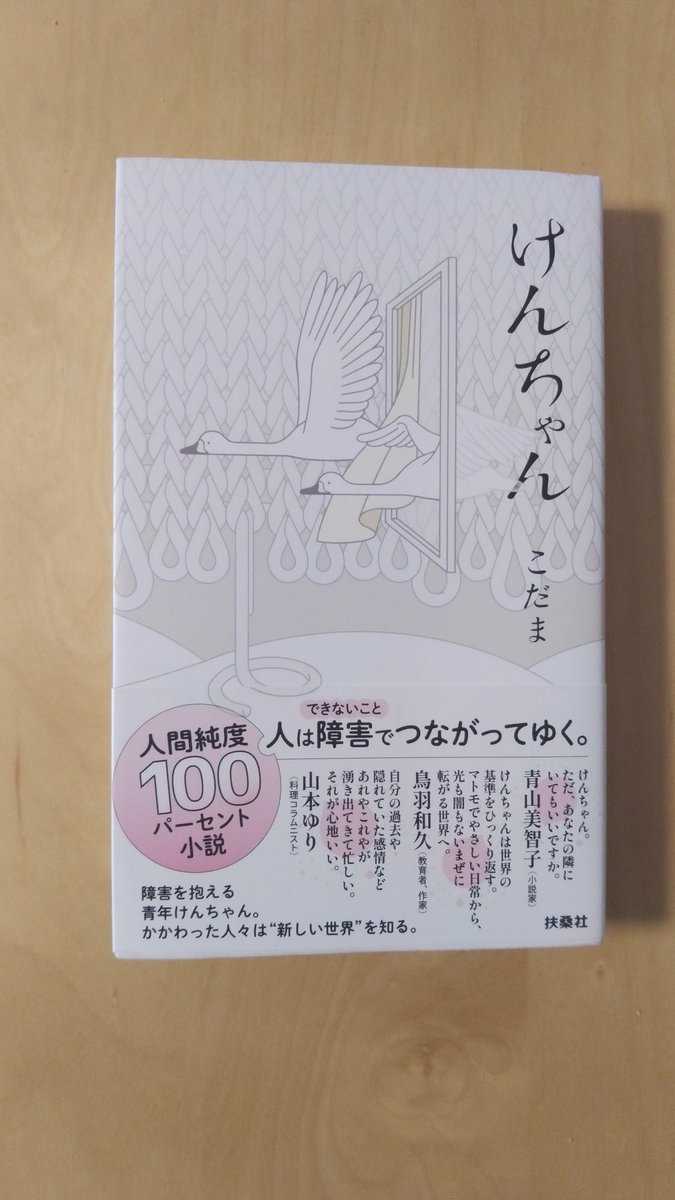 けんちゃん
こだま
人間純度
100
パーセント
小説
できないこと
人は障害でつながってゆく。
けんちゃん。
ただ、あなたの隣に
いてもいいですか。
青山美智子（小説家）
けんちゃんは世界の
基準をひっくり返す。
マトモでやさしい日常から、
光も闇もないまぜに
転がる世界へ。
鳥羽和久（教育者、作家）
自分の過去や
隠れていた感情など
あれやこれやが
湧き出てきて忙しい。
それが心地いい。
山本ゆり（料理コラムニスト）
障害を抱える
青年けんちゃん。
かかわった人々は“新しい世界”を知る。
扶桑社